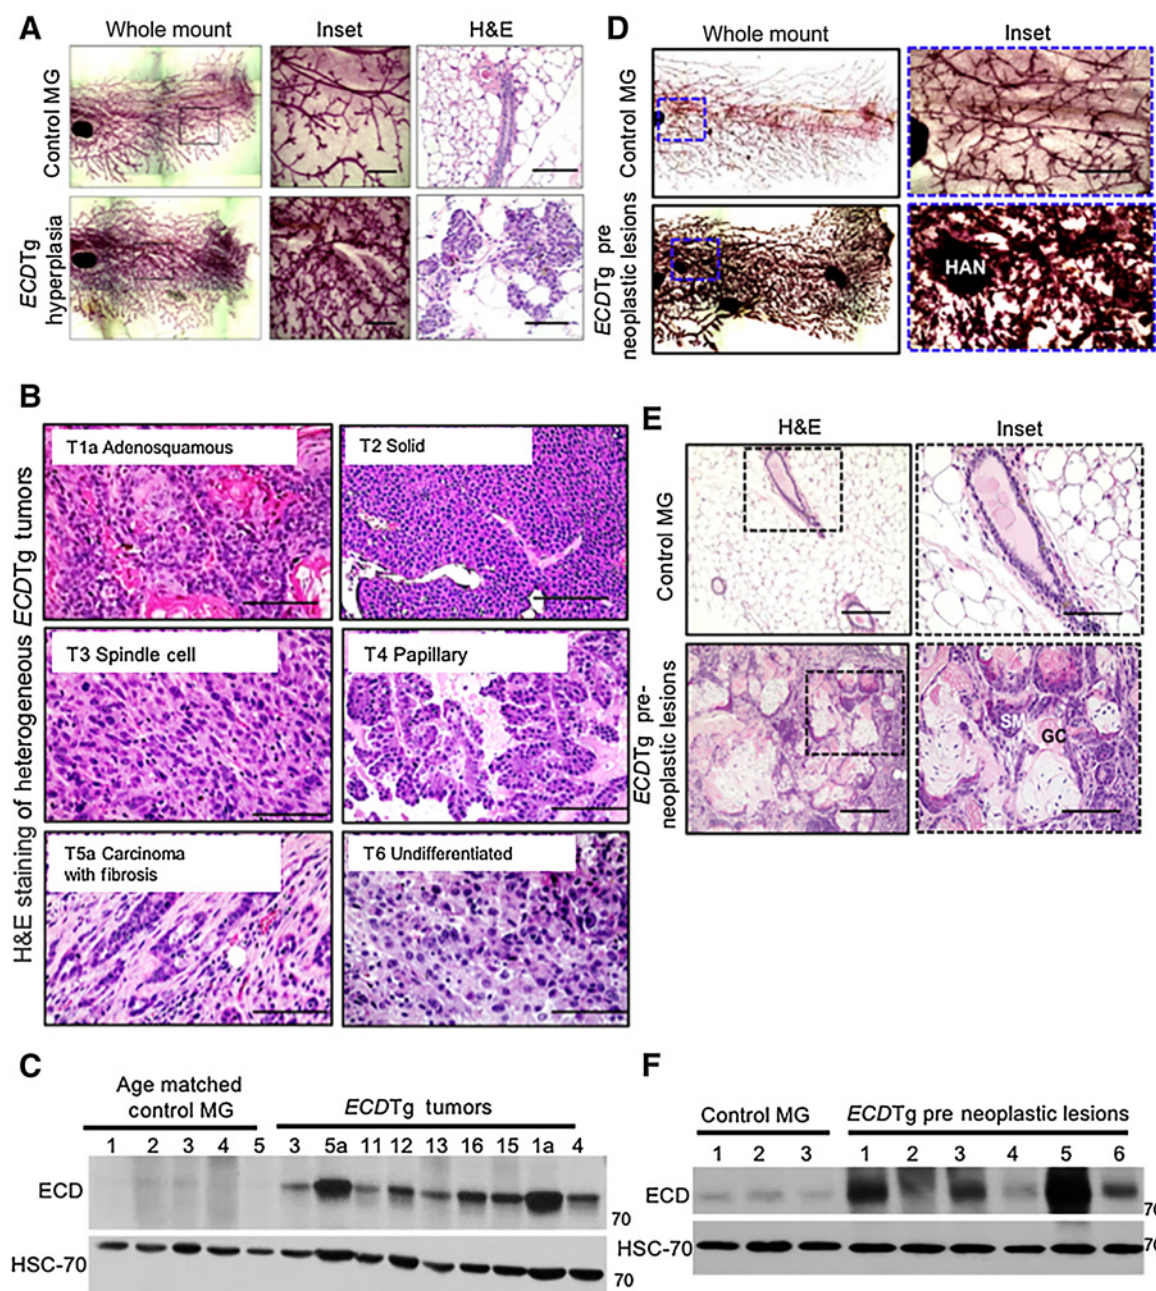 A
Whole mount Inset H&E
Control MG
ECDTg
hyperplasia
B
H&E staining of heterogeneous ECDTg tumors
T1a Adenosquamous
T2 Solid
T3 Spindle cell
T4 Papillary
T5a Carcinoma
with fibrosis
T6 Undifferentiated
C
Age matched
control MG
ECDTg tumors
1 2 3 4 5 3 5a 11 12 13 16 15 1a 4
ECD
70
HSC-70
70
D
Whole mount Inset
Control MG
ECDTg pre
neoplastic lesions
HAN
E
H&E Inset
Control MG
ECDTg pre-
neoplastic lesions
SM
GC
F
Control MG
ECDTg pre neoplastic lesions
1 2 3 1 2 3 4 5 6
ECD
70
HSC-70
70